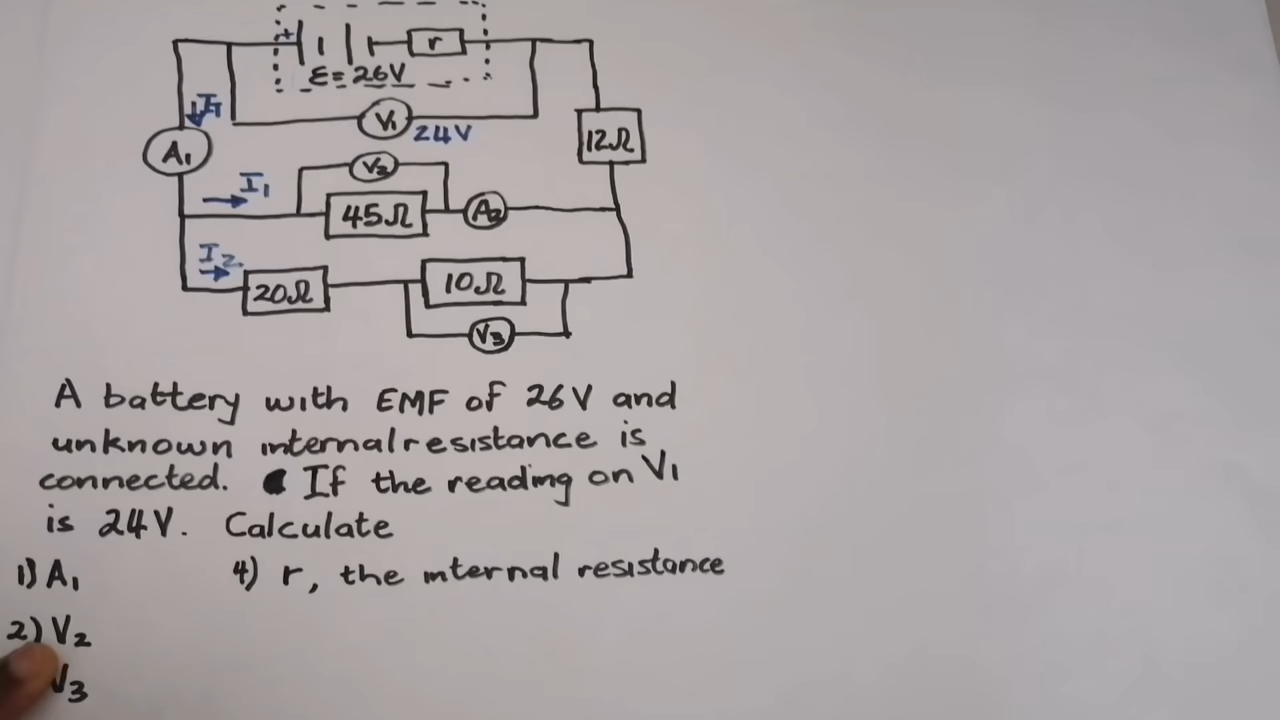 +
r
ε = 26V
I_T
V₁
24V
12Ω
A₁
V₂
I₁
45Ω
A₂
I₂
20Ω
10Ω
V₃
A battery with EMF of 26V and
unknown internal resistance is
connected. If the reading on V₁
is 24V. Calculate
1) A₁ 4) r, the internal resistance
2) V₂
V₃